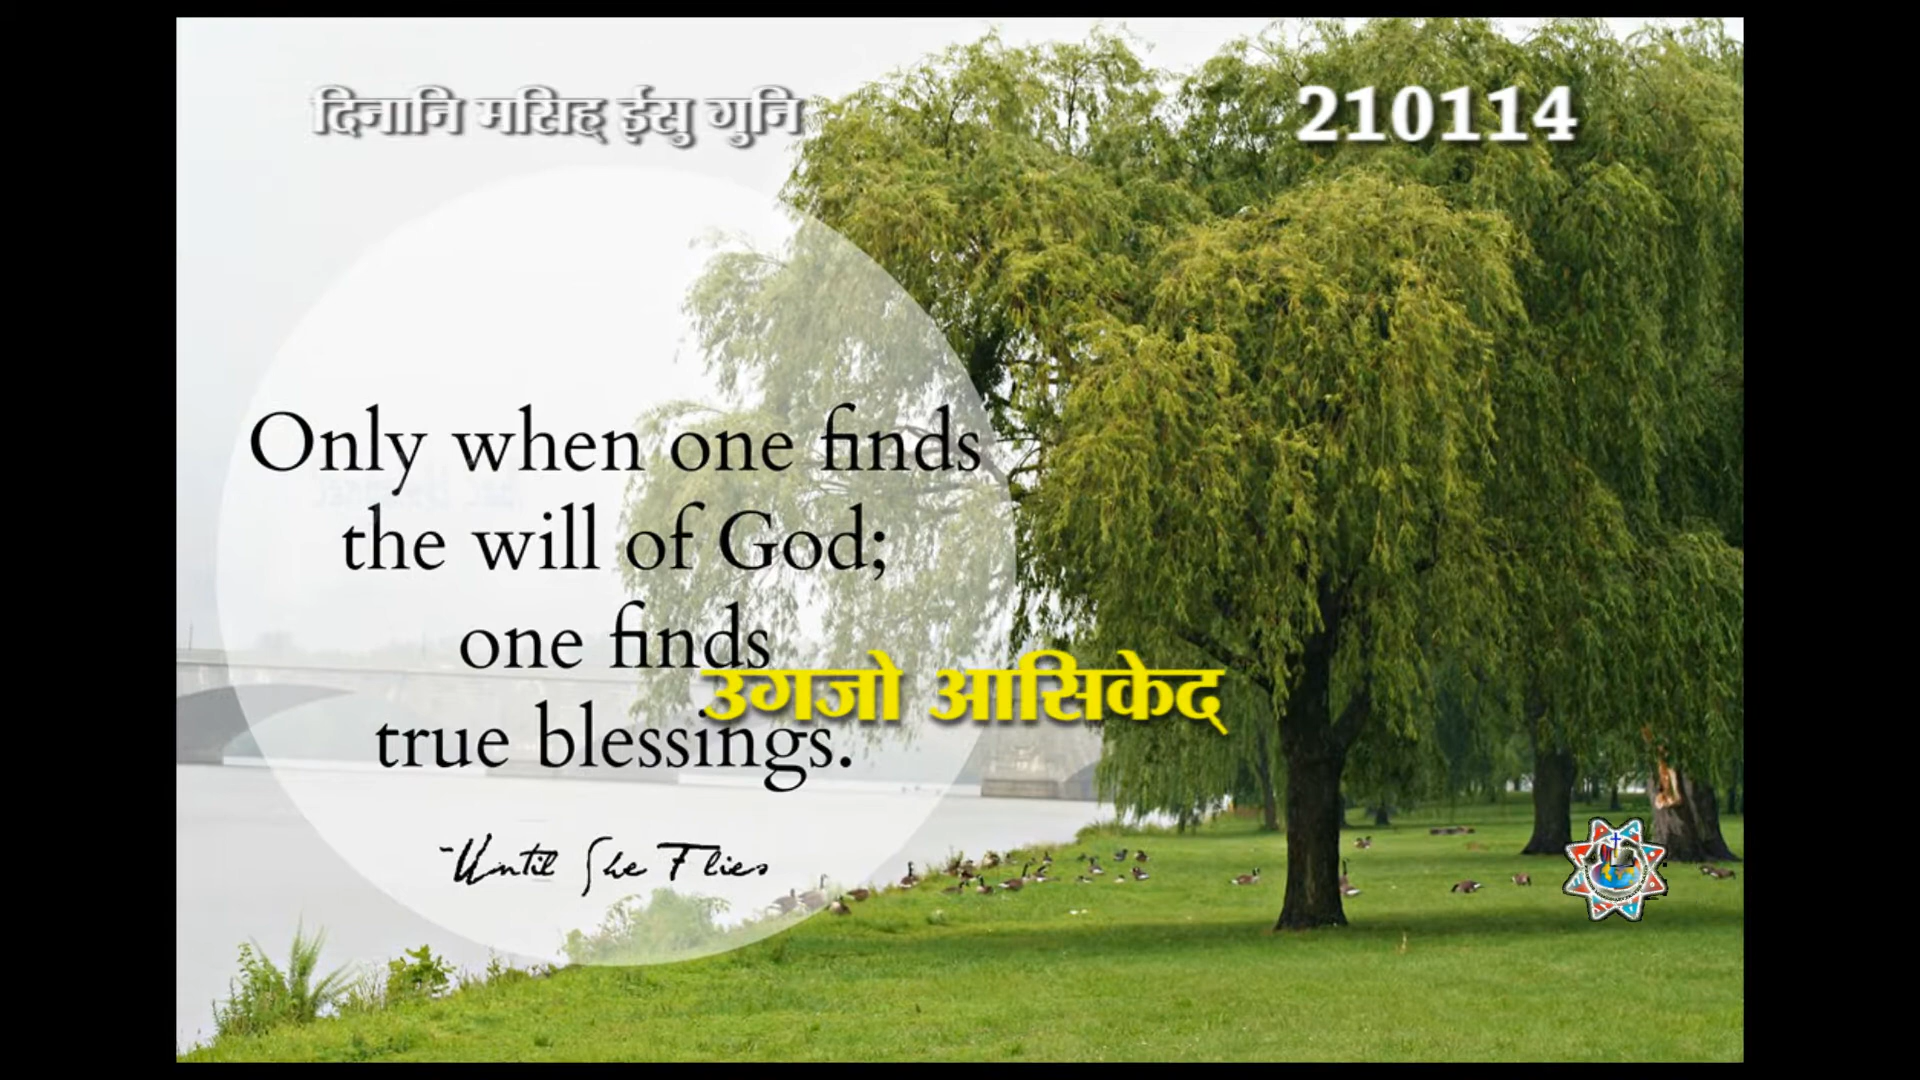 दिनानि मसिह् ईसु गुनि
210114
Only when one finds
the will of God;
one finds
उगजो आसिकेद्
true blessings.
-Until She Flies